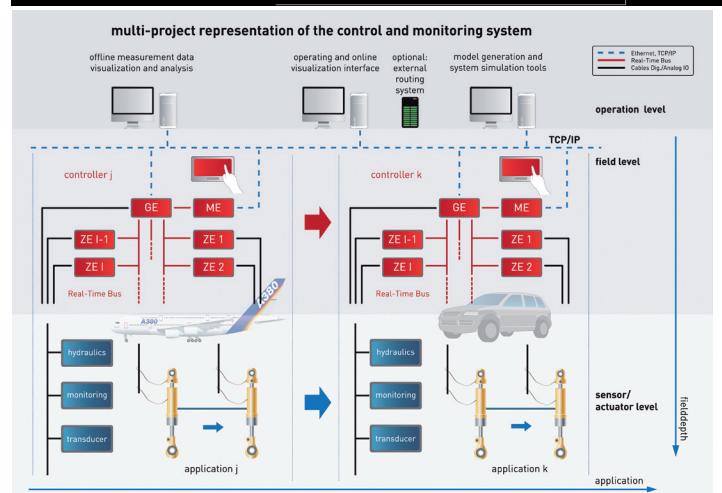 multi-project representation of the control and monitoring system
offline measurement data
visualization and analysis
operating and online
visualization interface
optional:
external
routing
system
model generation and
system simulation tools
Ethernet, TCP/IP
Real-Time Bus
Cables Dig./Analog IO
operation level
TCP/IP
field level
controller j
GE
ME
ZE I-1
ZE 1
ZE I
ZE 2
Real-Time Bus
controller k
GE
ME
ZE I-1
ZE 1
ZE I
ZE 2
Real-Time Bus
A380
A380
hydraulics
monitoring
transducer
application j
hydraulics
monitoring
transducer
application k
sensor/
actuator level
fielddepth
application